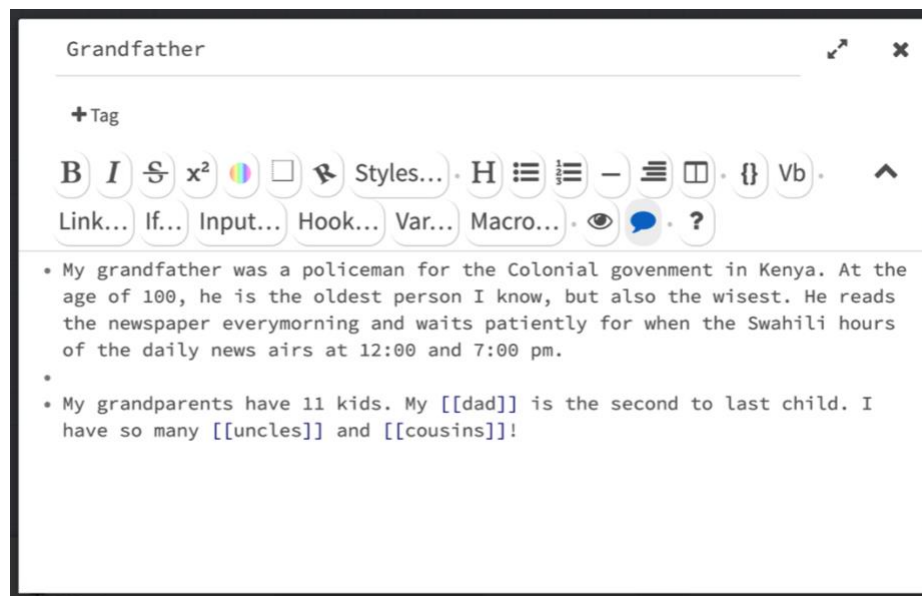 Grandfather
+ Tag
B I S x² Styles... H {} Vb
Link... If... Input... Hook... Var... Macro... ?
• My grandfather was a policeman for the Colonial govenment in Kenya. At the
age of 100, he is the oldest person I know, but also the wisest. He reads
the newspaper everymorning and waits patiently for when the Swahili hours
of the daily news airs at 12:00 and 7:00 pm.
•
• My grandparents have 11 kids. My [[dad]] is the second to last child. I
have so many [[uncles]] and [[cousins]]!